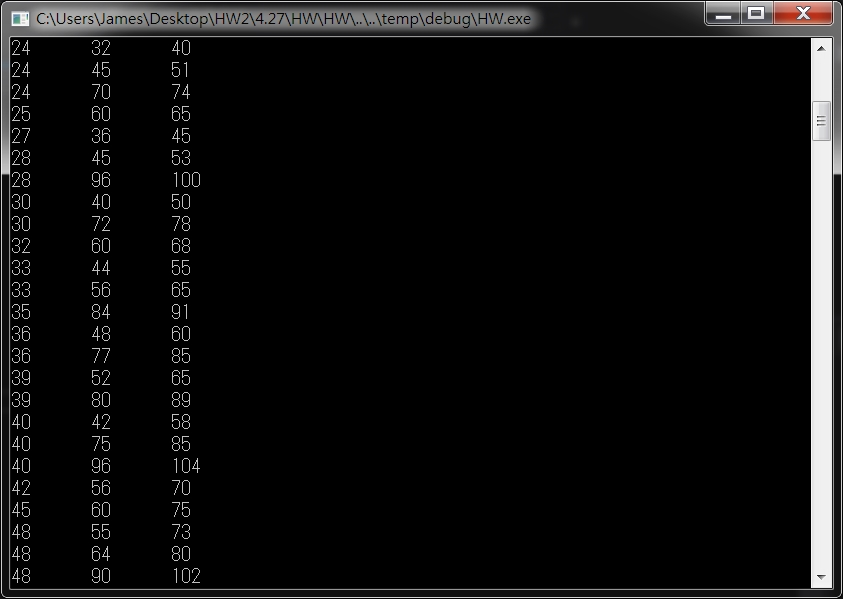 C:\Users\James\Desktop\HW2\4.27\HW\HW\..\..\temp\debug\HW.exe
24 32 40
24 45 51
24 70 74
25 60 65
27 36 45
28 45 53
28 96 100
30 40 50
30 72 78
32 60 68
33 44 55
33 56 65
35 84 91
36 48 60
36 77 85
39 52 65
39 80 89
40 42 58
40 75 85
40 96 104
42 56 70
45 60 75
48 55 73
48 64 80
48 90 102